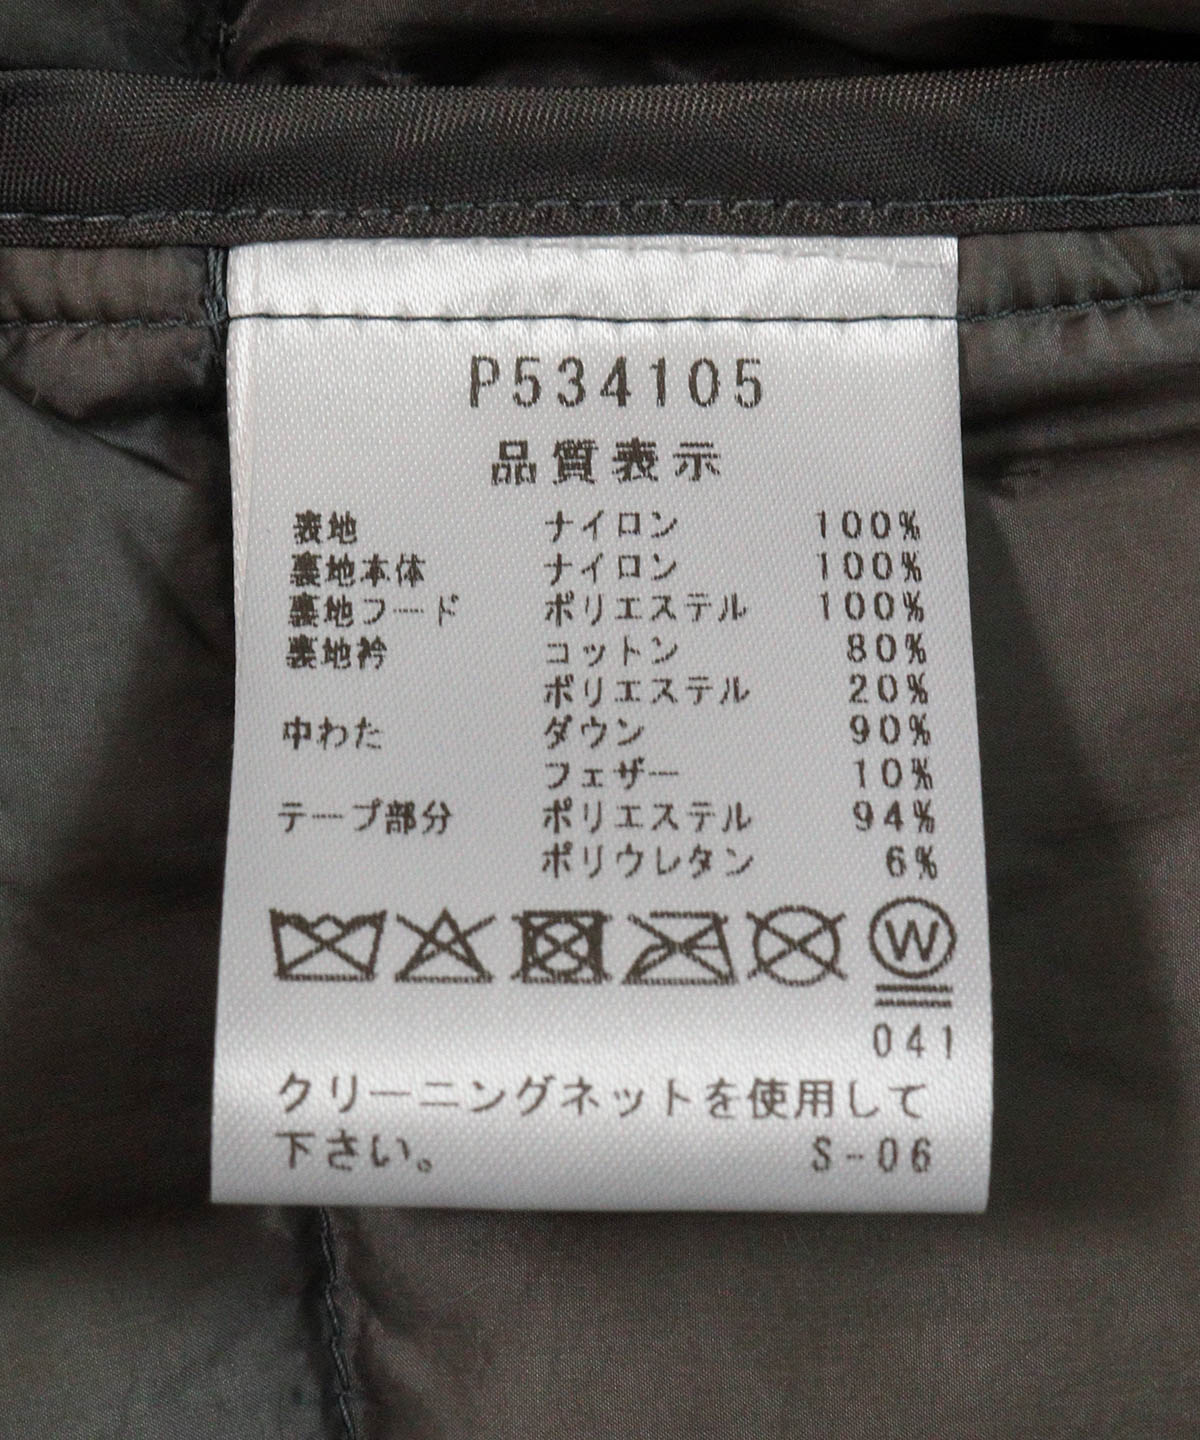 P534105
品質表示
表地 ナイロン 100%
裏地本体 ナイロン 100%
裏地フード ポリエステル 100%
裏地衿 コットン 80%
ポリエステル 20%
中わた ダウン 90%
フェザー 10%
テープ部分 ポリエステル 94%
ポリウレタン 6%
W
041
クリーニングネットを使用して
下さい。 S-06